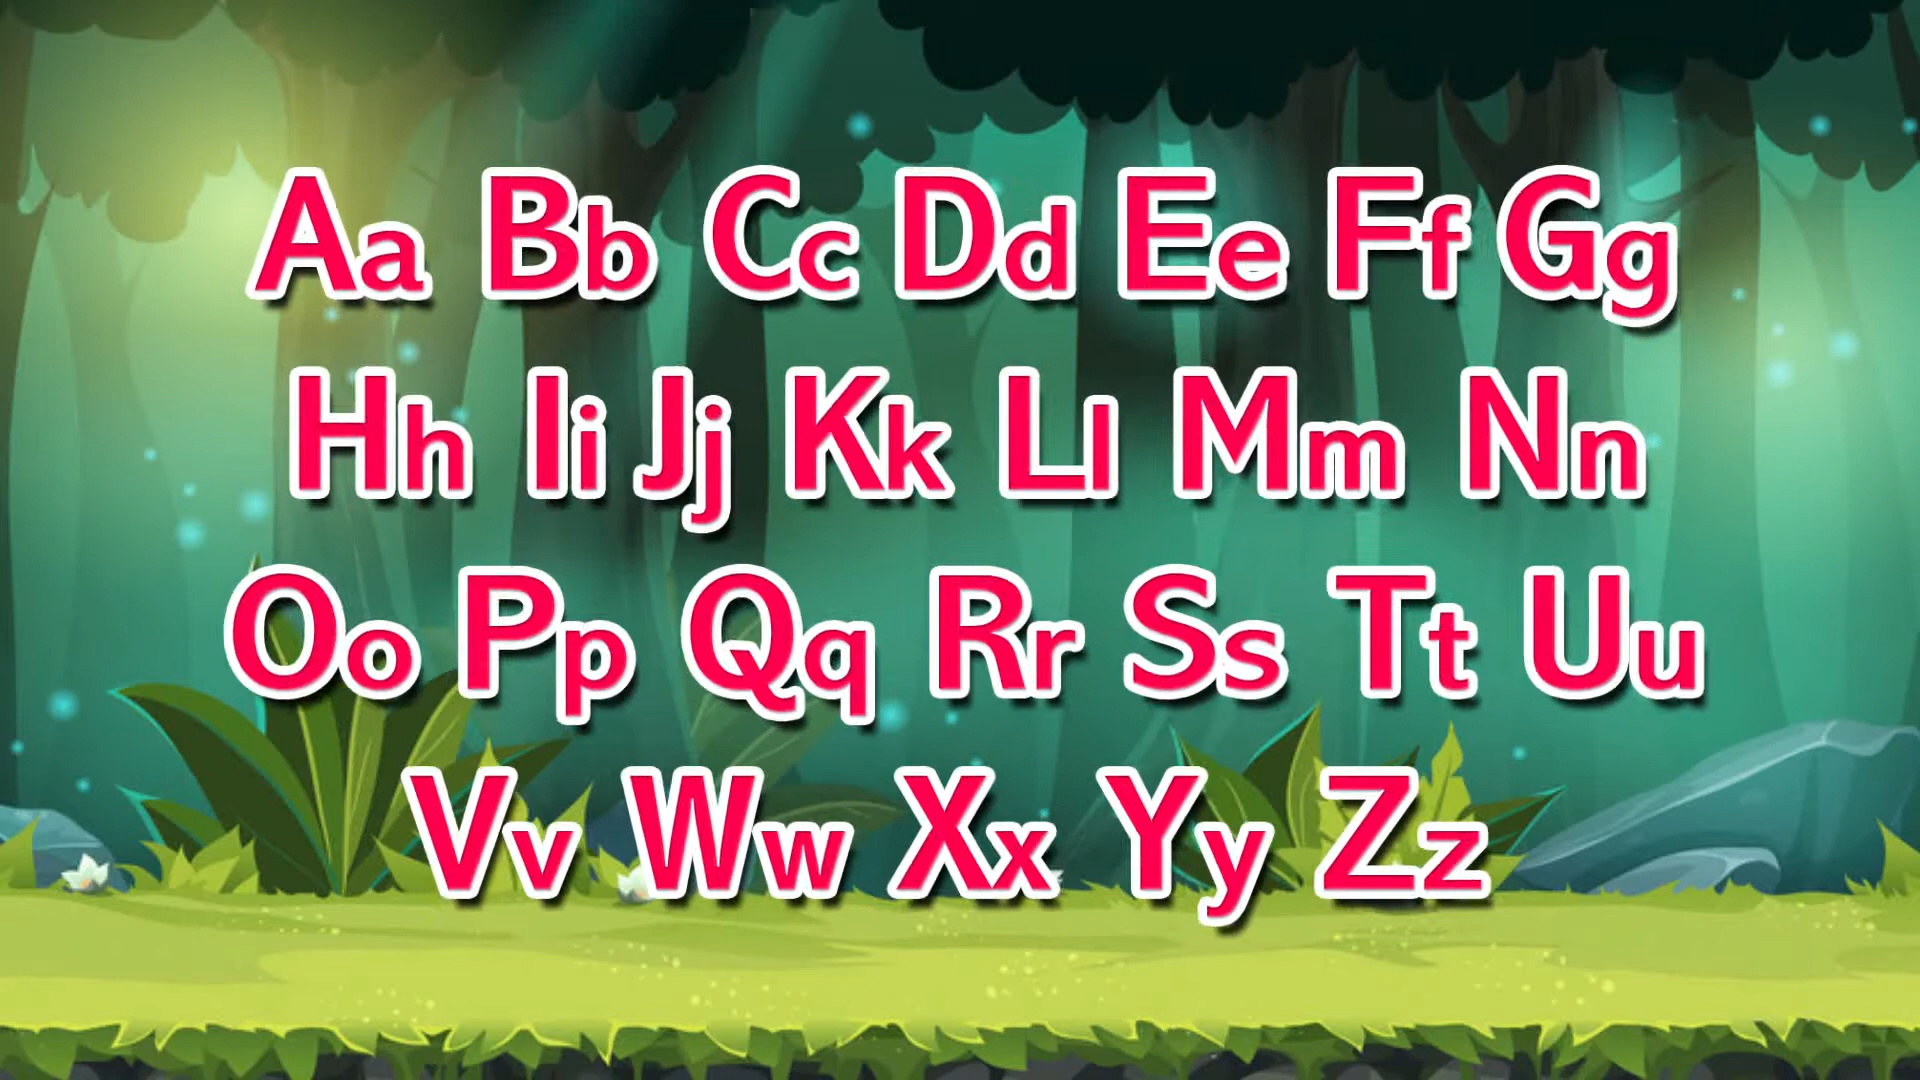 Aa Bb Cc Dd Ee Ff Gg
Hh Ii Jj Kk Ll Mm Nn
Oo Pp Qq Rr Ss Tt Uu
Vv Ww Xx Yy Zz